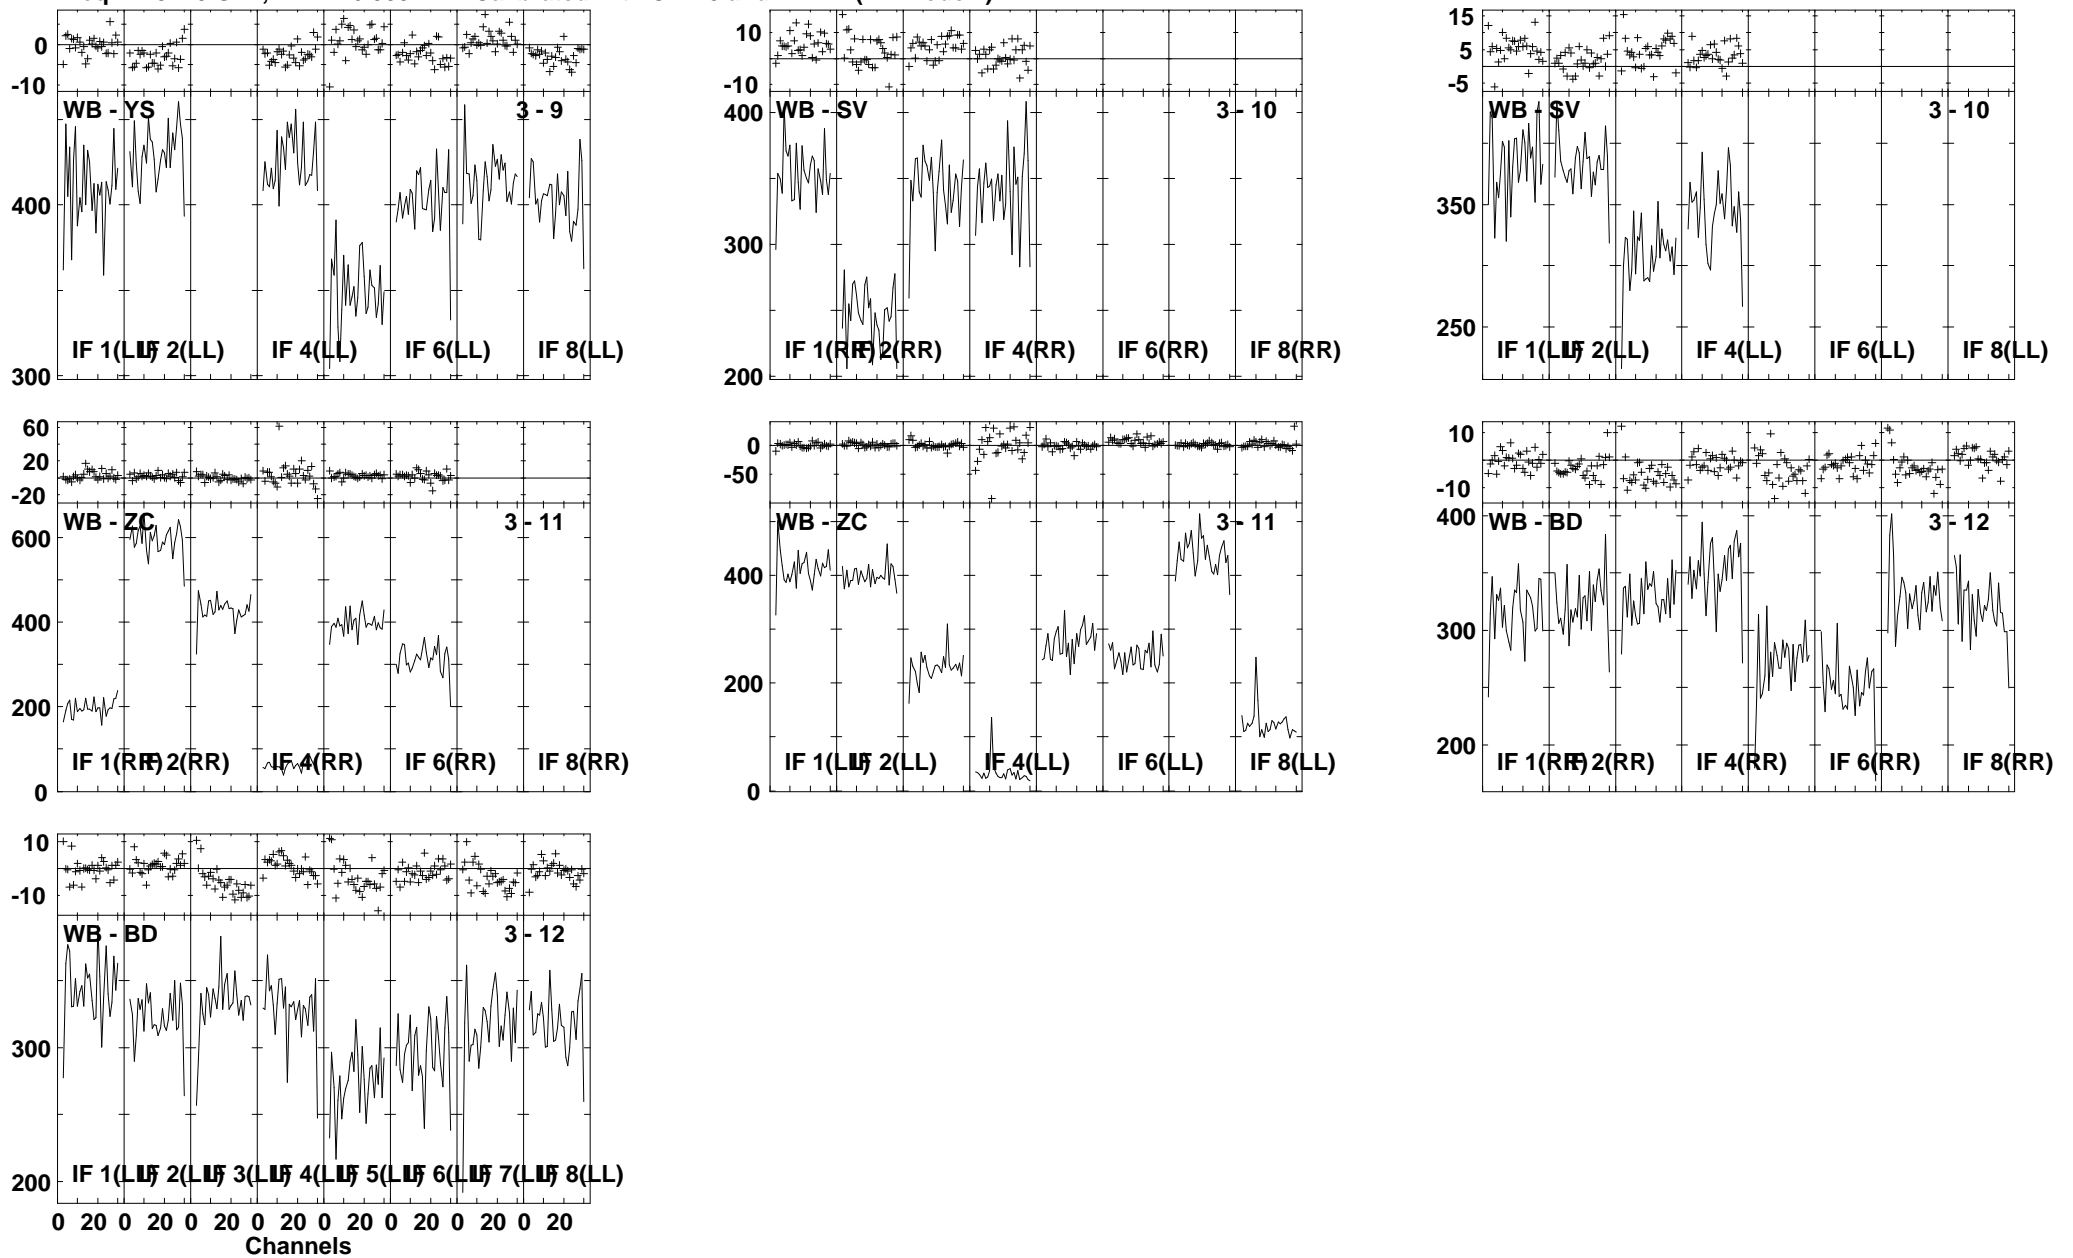 0
-10
WB - YS 3 - 9
400
300
IF 1(LL) IF 2(LL) IF 4(LL) IF 6(LL) IF 8(LL)
10
-10
WB - SV 3 - 10
400
300
200
IF 1(RR) IF 2(RR) IF 4(RR) IF 6(RR) IF 8(RR)
15
5
-5
WB - SV 3 - 10
350
250
IF 1(LL) IF 2(LL) IF 4(LL) IF 6(LL) IF 8(LL)
60
20
-20
WB - ZC 3 - 11
600
400
200
0
IF 1(RR) IF 2(RR) IF 4(RR) IF 6(RR) IF 8(RR)
0
-50
WB - ZC 3 - 11
400
200
0
IF 1(LL) IF 2(LL) IF 4(LL) IF 6(LL) IF 8(LL)
10
-10
WB - BD 3 - 12
400
300
200
IF 1(RR) IF 2(RR) IF 4(RR) IF 6(RR) IF 8(RR)
10
-10
WB - BD 3 - 12
300
200
IF 1(LL) IF 2(LL) IF 3(LL) IF 4(LL) IF 5(LL) IF 6(LL) IF 7(LL) IF 8(LL)
0 20 0 20 0 20 0 20 0 20 0 20 0 20 0 20
Channels